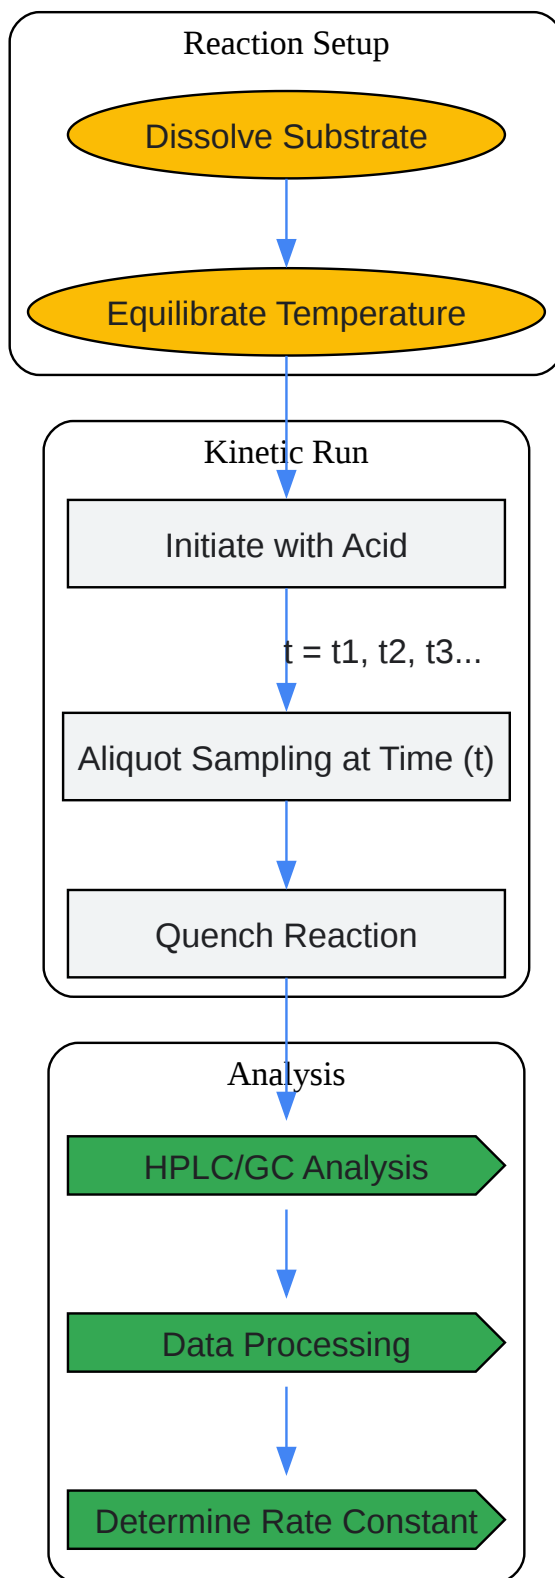 Reaction Setup
Dissolve Substrate
Equilibrate Temperature
Kinetic Run
Initiate with Acid
t = t1, t2, t3...
Aliquot Sampling at Time (t)
Quench Reaction
Analysis
HPLC/GC Analysis
Data Processing
Determine Rate Constant